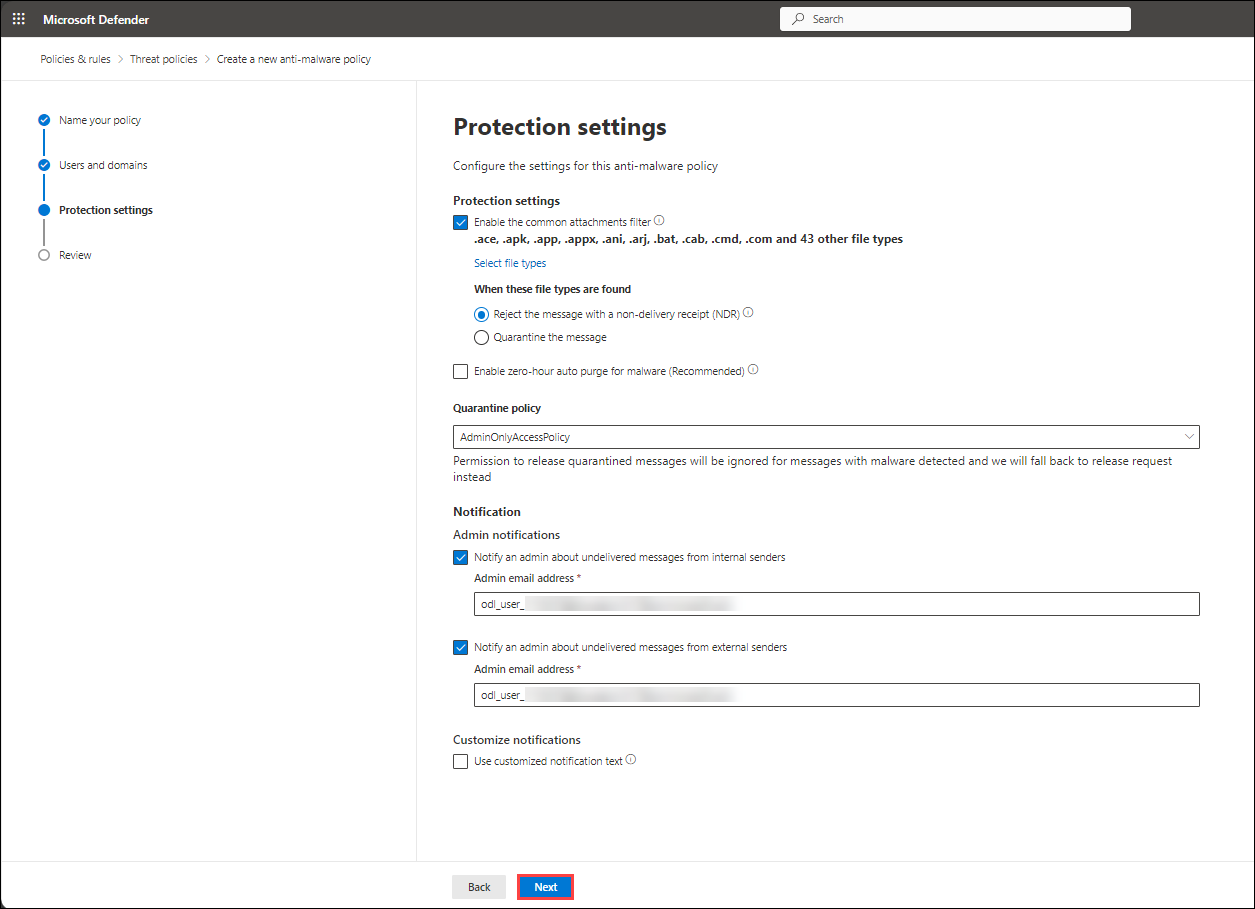 Microsoft Defender
Search
Policies & rules > Threat policies > Create a new anti-malware policy
Name your policy
Users and domains
Protection settings
Review
Protection settings
Configure the settings for this anti-malware policy
Protection settings
Enable the common attachments filter
.ace, .apk, .app, .appx, .ani, .arj, .bat, .cab, .cmd, .com and 43 other file types
Select file types
When these file types are found
Reject the message with a non-delivery receipt (NDR)
Quarantine the message
Enable zero-hour auto purge for malware (Recommended)
Quarantine policy
AdminOnlyAccessPolicy
Permission to release quarantined messages will be ignored for messages with malware detected and we will fall back to release request
instead
Notification
Admin notifications
Notify an admin about undelivered messages from internal senders
Admin email address *
odl_user_
Notify an admin about undelivered messages from external senders
Admin email address *
odl_user_
Customize notifications
Use customized notification text
Back
Next